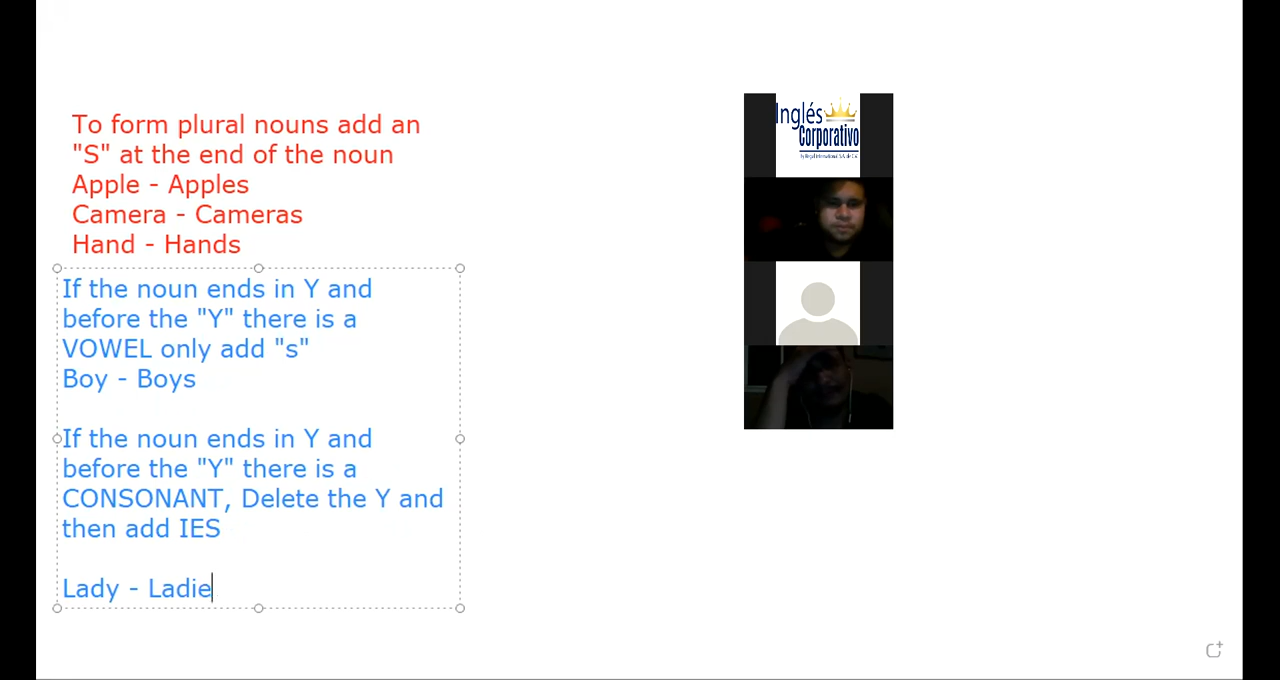 To form plural nouns add an
"S" at the end of the noun
Apple - Apples
Camera - Cameras
Hand - Hands
If the noun ends in Y and
before the "Y" there is a
VOWEL only add "s"
Boy - Boys
If the noun ends in Y and
before the "Y" there is a
CONSONANT, Delete the Y and
then add IES
Lady - Ladie
Inglés
Corporativo